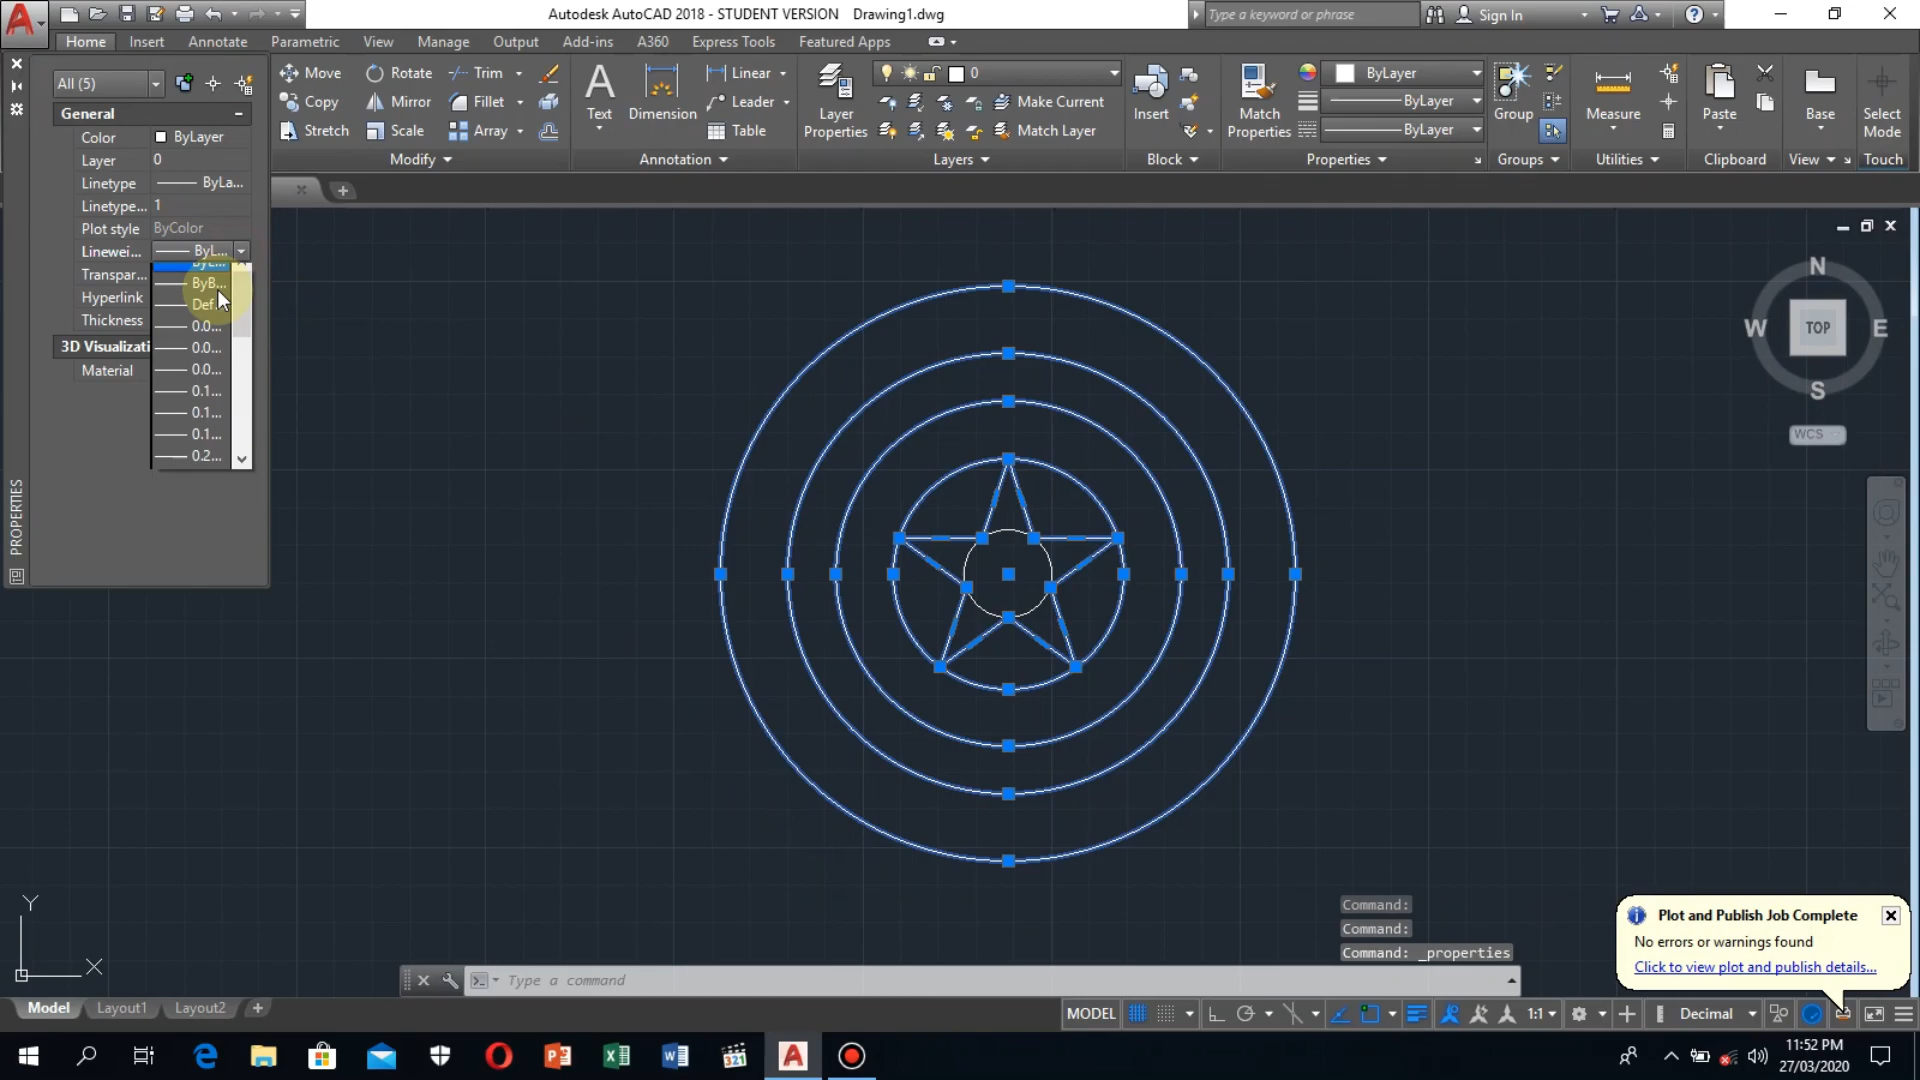 Autodesk AutoCAD 2018 - STUDENT VERSION Drawing1.dwg
Type a keyword or phrase
Sign In
Home Insert Annotate Parametric View Manage Output Add-ins A360 Express Tools Featured Apps
All (5)
General
Color ByLayer
Layer 0
Linetype ByLa...
Linetype... 1
Plot style ByColor
Linewei... ByL...
Transpar...
Hyperlink
Thickness
3D Visualizati
Material
ByL...
ByB...
Def
0.0...
0.0...
0.0...
0.1...
0.1...
0.1...
0.2...
PROPERTIES
Move Rotate Trim
Copy Mirror Fillet
Stretch Scale Array
Modify
Text
Dimension
Linear
Leader
Table
Annotation
Layer Properties
0
Make Current
Match Layer
Layers
Insert
Block
Match Properties
ByLayer
ByLayer
ByLayer
Properties
Group
Groups
Measure
Utilities
Paste
Clipboard
Base
View
Select Mode
Touch
N
W TOP E
S
WCS
Y
X
Command:
Command:
Command: _properties
Type a command
Plot and Publish Job Complete
No errors or warnings found
Click to view plot and publish details...
Model Layout1 Layout2
MODEL
1:1
Decimal
11:52 PM
27/03/2020